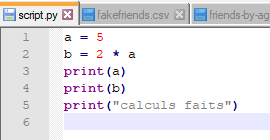 script.py fakefriends.csv friends-by-ag
1 a = 5
2 b = 2 * a
3 print(a)
4 print(b)
5 print("calculs faits")
6